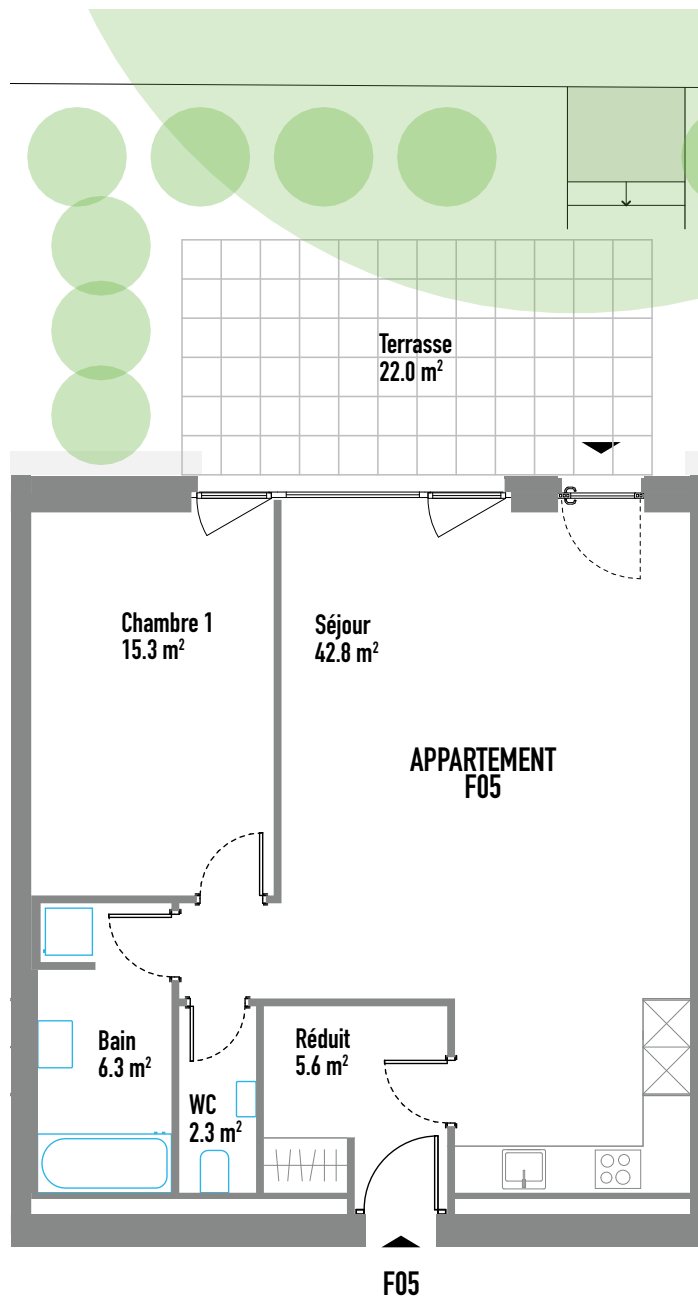 Terrasse
22.0 m²
Chambre 1
15.3 m²
Séjour
42.8 m²
APPARTEMENT
F05
Bain
6.3 m²
Réduit
5.6 m²
WC
2.3 m²
F05